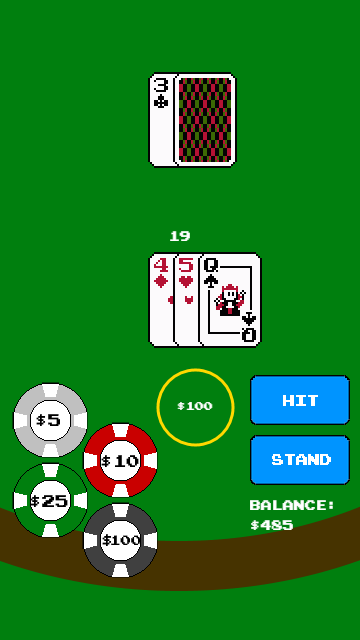 3
19
4 5 Q
Q
$5
$10
$25
$100
$100
HIT
STAND
BALANCE:
$485